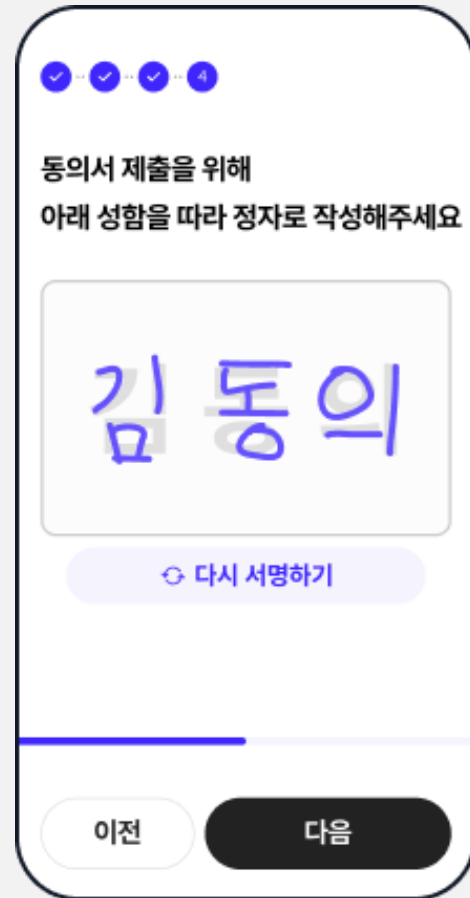 4
동의서 제출을 위해
아래 성함을 따라 정자로 작성해주세요
김동의
다시 서명하기
이전
다음